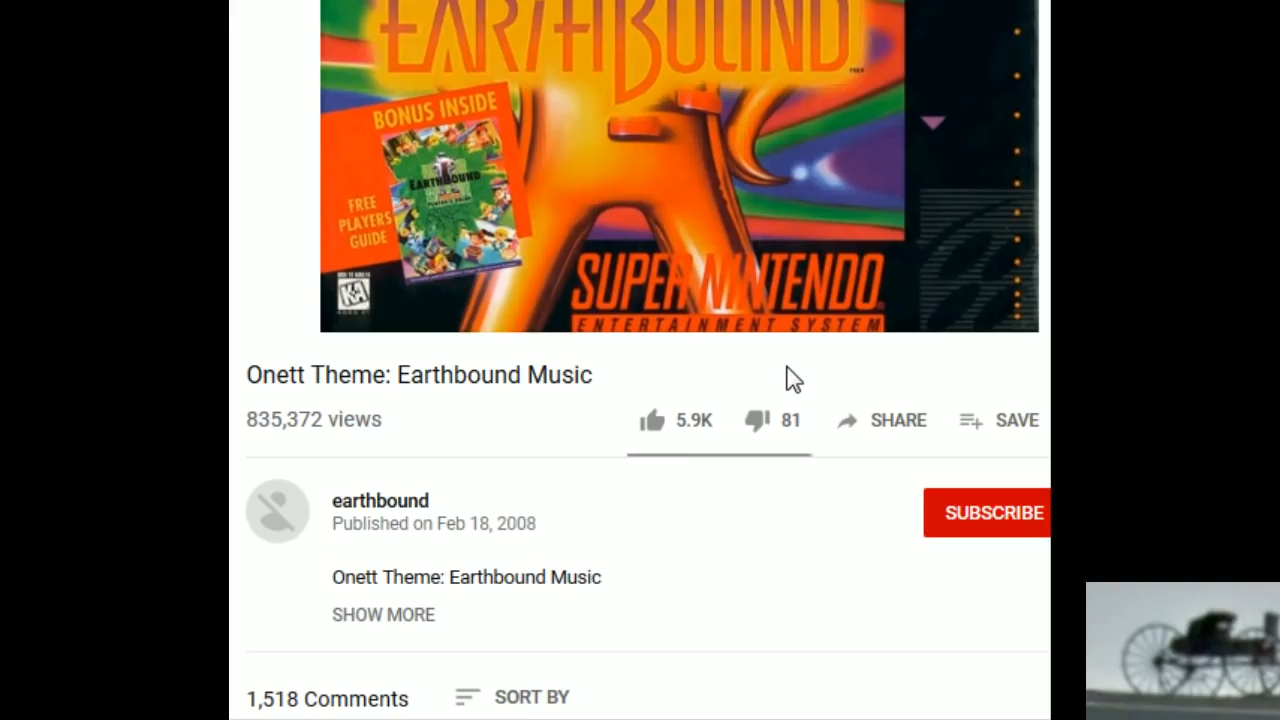 EARTHBOUND
BONUS INSIDE
EARTHBOUND
FREE
PLAYERS
GUIDE
K-A
SUPER NINTENDO
ENTERTAINMENT SYSTEM
Onett Theme: Earthbound Music
835,372 views
5.9K
81
SHARE
SAVE
earthbound
Published on Feb 18, 2008
SUBSCRIBE
Onett Theme: Earthbound Music
SHOW MORE
1,518 Comments
SORT BY